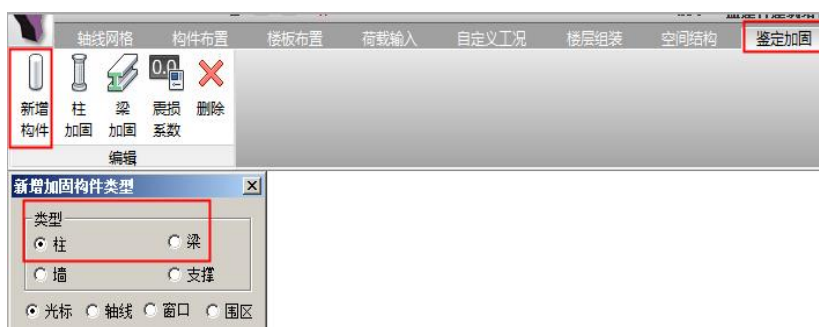 轴线网格 构件布置 楼板布置 荷载输入 自定义工况 楼层组装 空间结构 鉴定加固
0.0
新增 柱 梁 震损 删除
构件 加固 加固 系数
编辑
新增加固构件类型
类型
柱 梁
墙 支撑
光标 轴线 窗口 围区